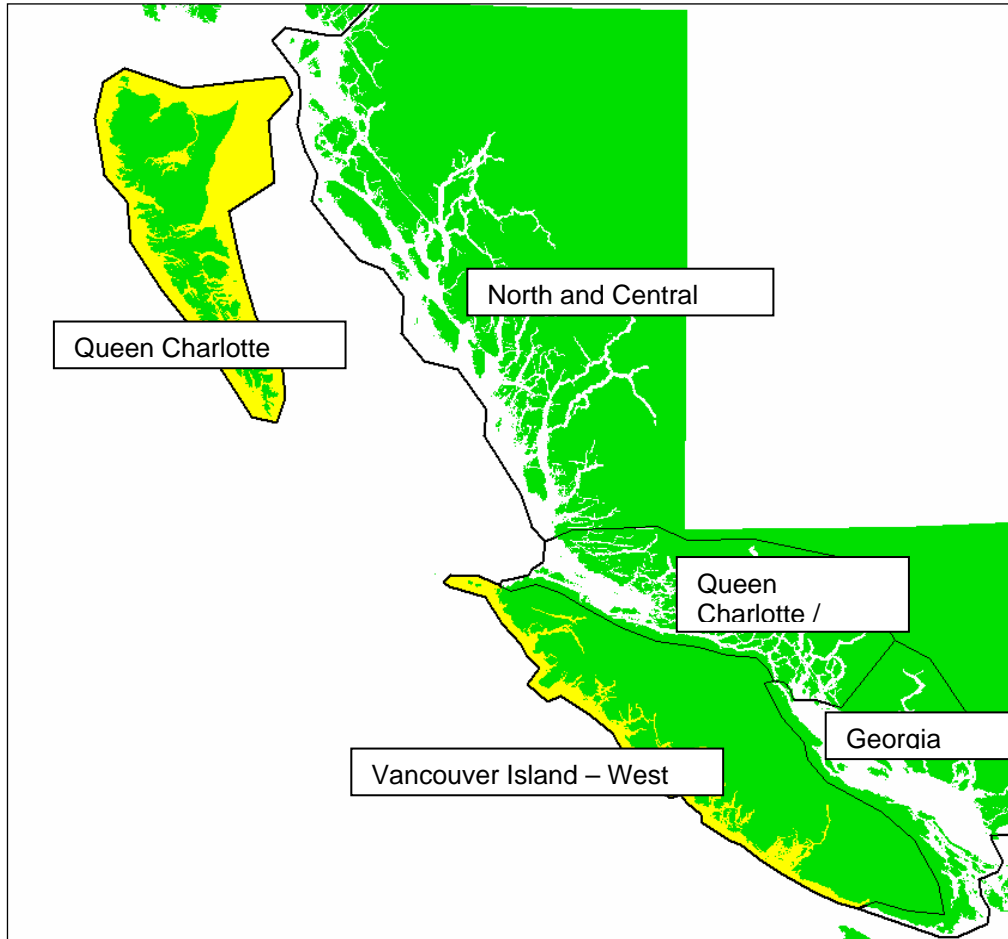 North and Central
Queen Charlotte
Queen
Charlotte /
Georgia
Vancouver Island – West